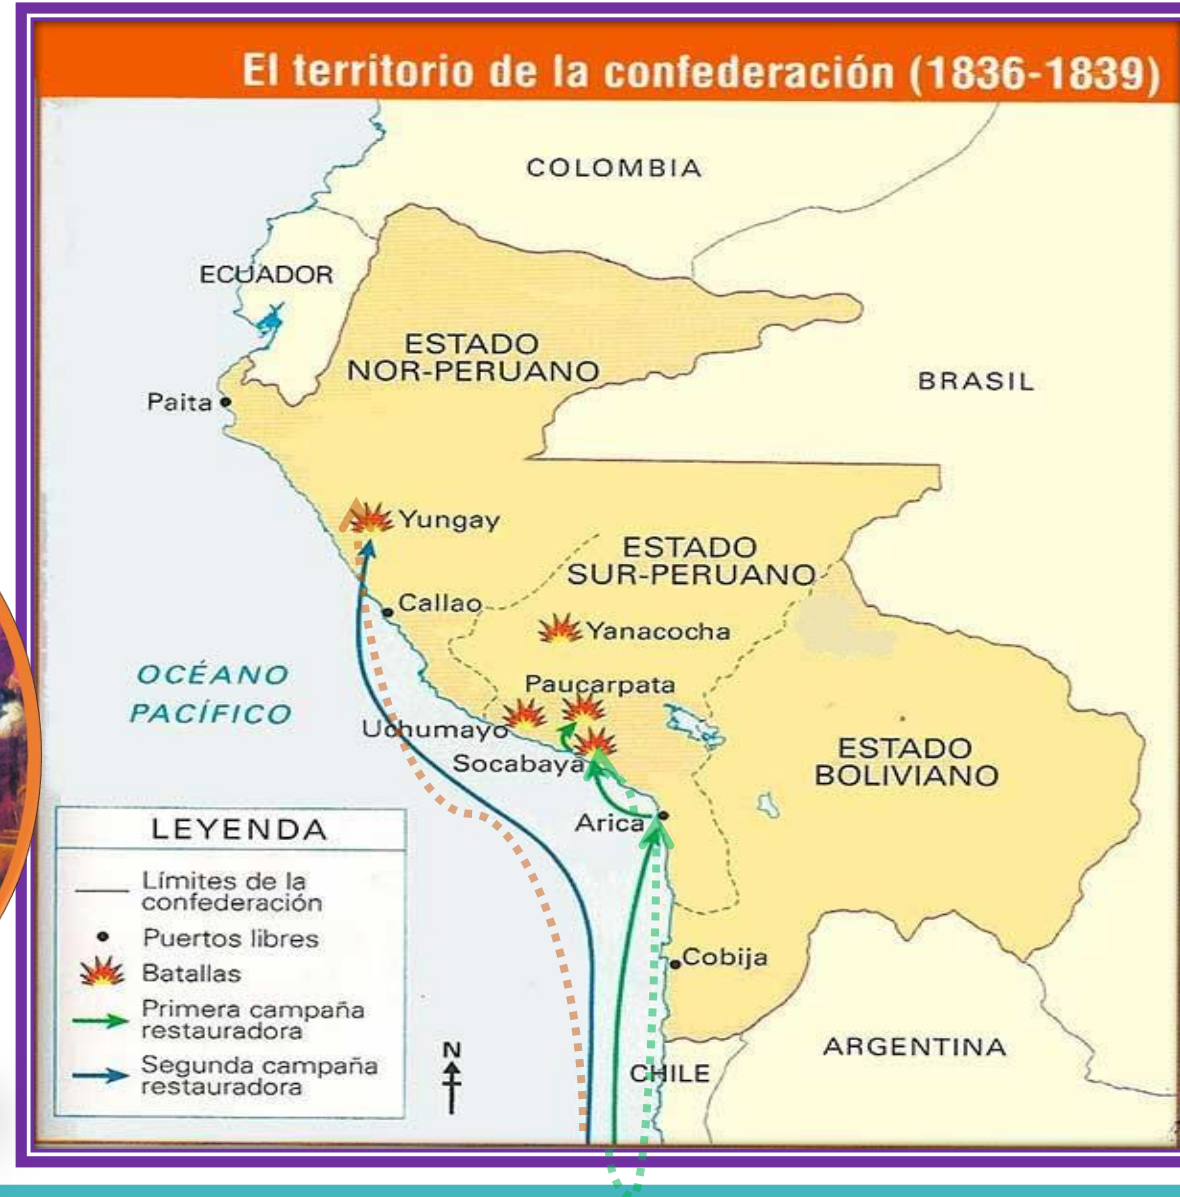 El territorio de la confederación (1836-1839)
COLOMBIA
ECUADOR
ESTADO
NOR-PERUANO
BRASIL
Paita
Yungay
ESTADO
SUR-PERUANO
Callao
Yanacocha
OCÉANO
PACÍFICO
Paucarpata
Uchumayo
Socabaya
ESTADO
BOLIVIANO
Arica
LEYENDA
Límites de la
confederación
Puertos libres
Batallas
Primera campaña
restauradora
Segunda campaña
restauradora
N
Cobija
CHILE
ARGENTINA